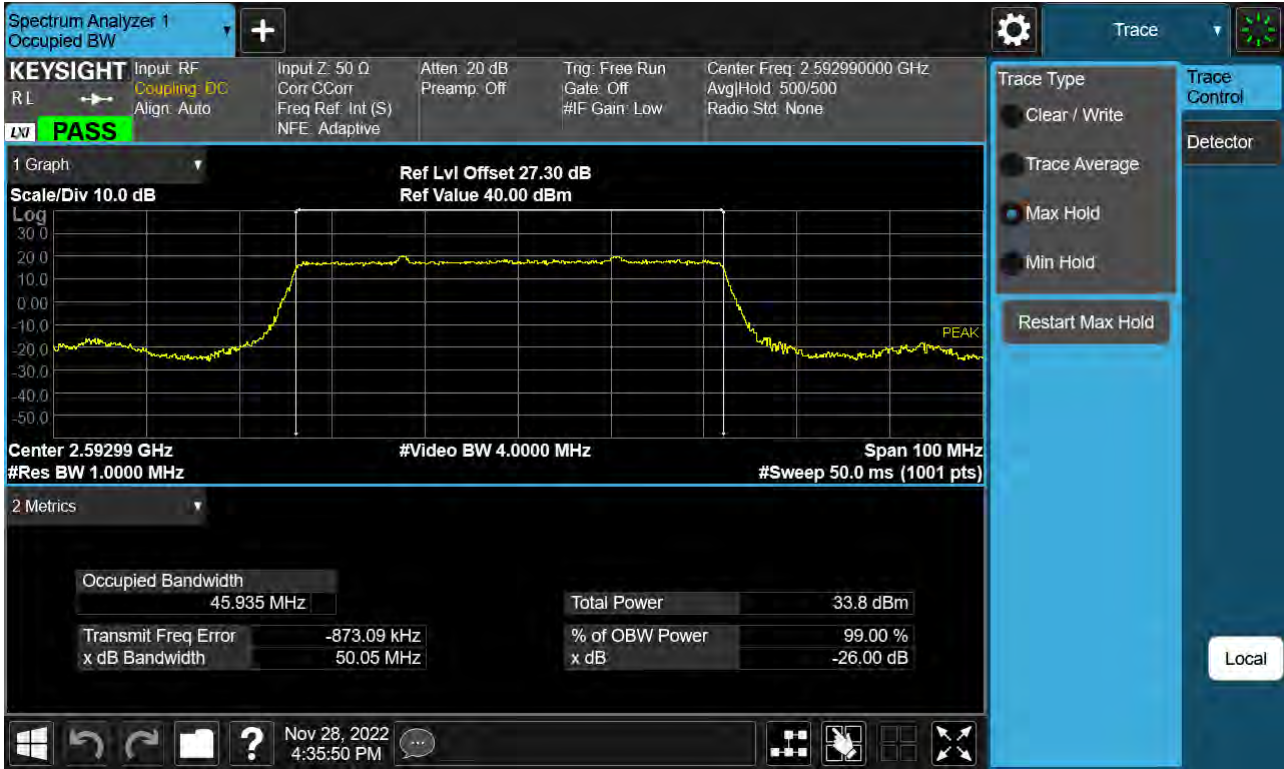 Spectrum Analyzer 1
Occupied BW
Trace
KEYSIGHT
RL
LXI
PASS
Input: RF
Coupling: DC
Align: Auto
Input Z: 50 Ω
Corr CCorr
Freq Ref: Int (S)
NFE: Adaptive
Atten: 20 dB
Preamp: Off
Trig: Free Run
Gate: Off
#IF Gain: Low
Center Freq: 2.592990000 GHz
Avg|Hold: 500/500
Radio Std: None
1 Graph
Scale/Div 10.0 dB
Ref Lvl Offset 27.30 dB
Ref Value 40.00 dBm
Log
30.0
20.0
10.0
0.00
-10.0
-20.0
-30.0
-40.0
-50.0
PEAK
Center 2.59299 GHz
#Video BW 4.0000 MHz
Span 100 MHz
#Res BW 1.0000 MHz
#Sweep 50.0 ms (1001 pts)
2 Metrics
Occupied Bandwidth
45.935 MHz
Total Power 33.8 dBm
Transmit Freq Error -873.09 kHz
% of OBW Power 99.00 %
x dB Bandwidth 50.05 MHz
x dB -26.00 dB
Trace Type
Clear / Write
Trace Average
Max Hold
Min Hold
Restart Max Hold
Trace
Control
Detector
Local
?
Nov 28, 2022
4:35:50 PM